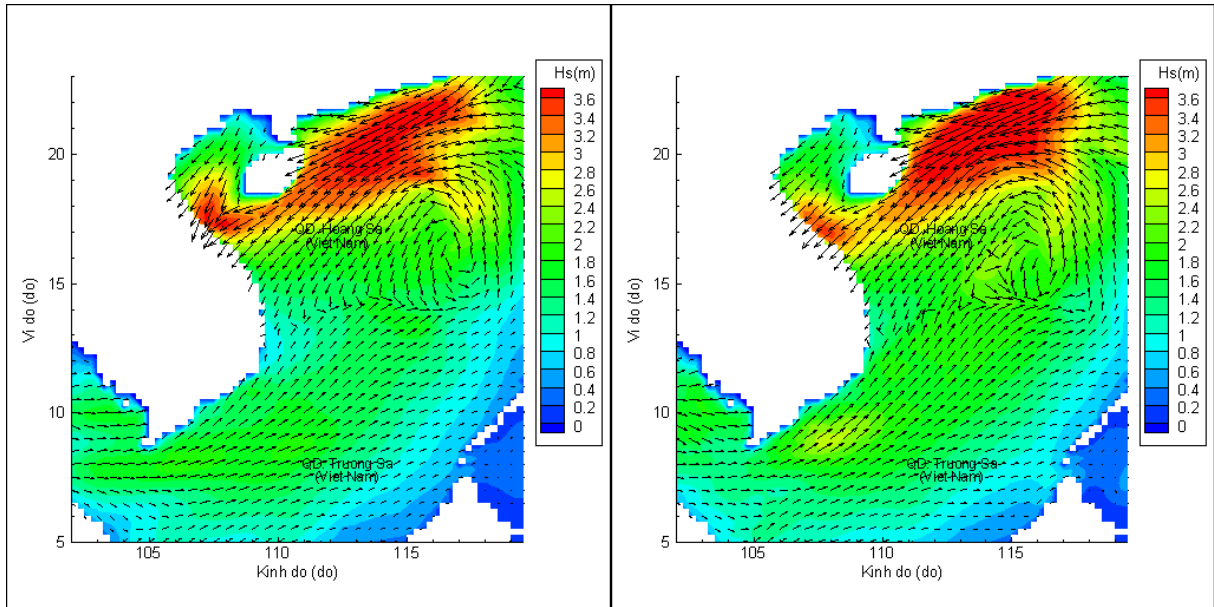 Hs(m)
3.6
3.4
3.2
3
2.8
2.6
2.4
2.2
2
1.8
1.6
1.4
1.2
1
0.8
0.6
0.4
0.2
0
20
15
10
5
Vi do (do)
QD. Hoang Sa
(Viet Nam)
QD. Truong Sa
(Viet Nam)
105 110 115
Kinh do (do)
Hs(m)
3.6
3.4
3.2
3
2.8
2.6
2.4
2.2
2
1.8
1.6
1.4
1.2
1
0.8
0.6
0.4
0.2
0
20
15
10
5
Vi do (do)
QD. Hoang Sa
(Viet Nam)
QD. Truong Sa
(Viet Nam)
105 110 115
Kinh do (do)